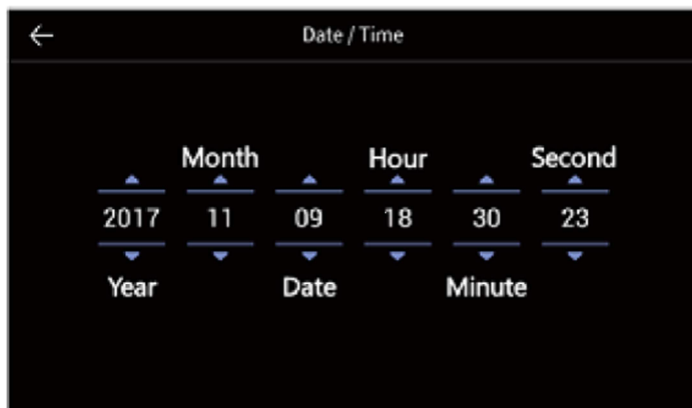 Date / Time
Month Hour Second
2017 11 09 18 30 23
Year Date Minute